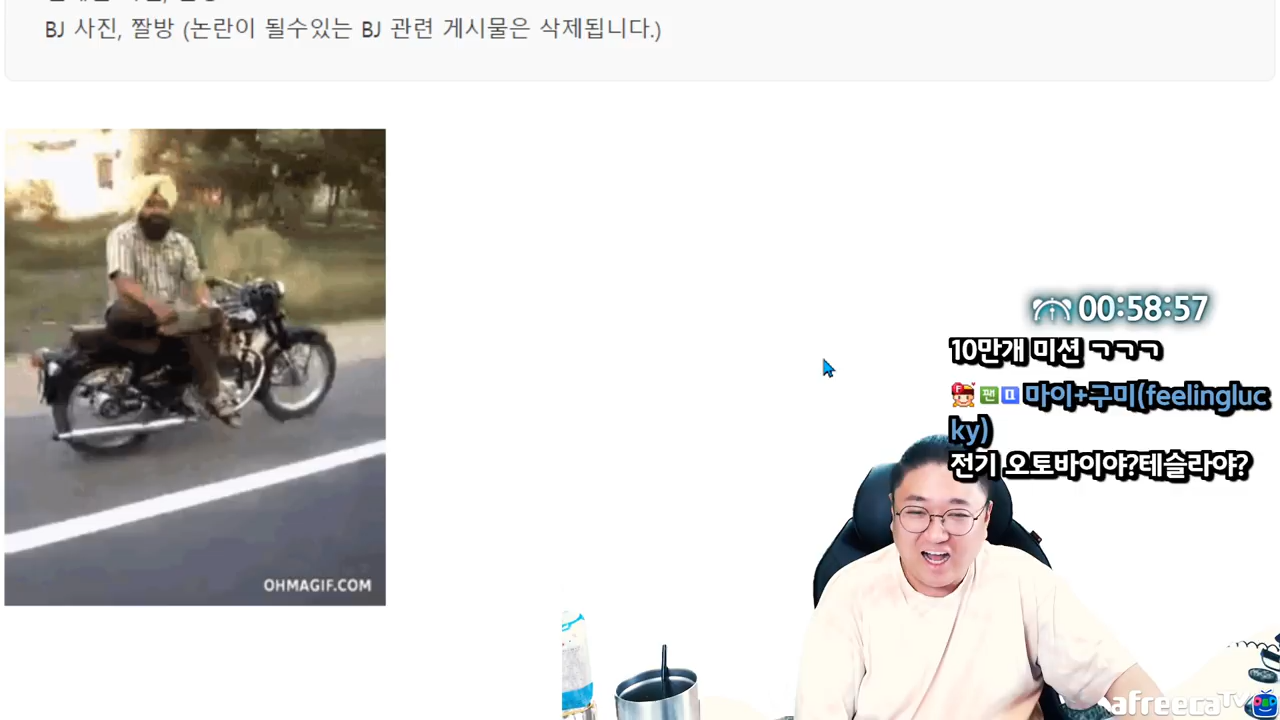 BJ 사진, 짤방 (논란이 될수있는 BJ 관련 게시물은 삭제됩니다.)
00:58:57
10만개 미션 ㄱㄱㄱ
F 팬 따 마이+구미(feelingluc
ky)
전기 오토바이야?테슬라야?
OHMAGIF.COM
afreecaTV